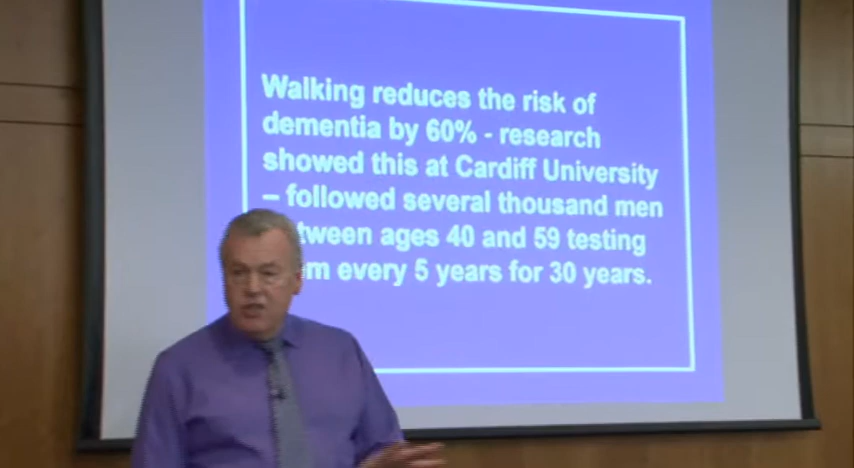 Walking reduces the risk of
dementia by 60% - research
showed this at Cardiff University
– followed several thousand men
ages 40 and 59 testing
every 5 years for 30 years.